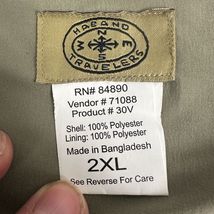 HABANO
N
W E
S
TRAVELERS
RN# 84890
Vendor # 71088
Product # 30V
Shell: 100% Polyester
Lining: 100% Polyester
Made in Bangladesh
2XL
See Reverse For Care